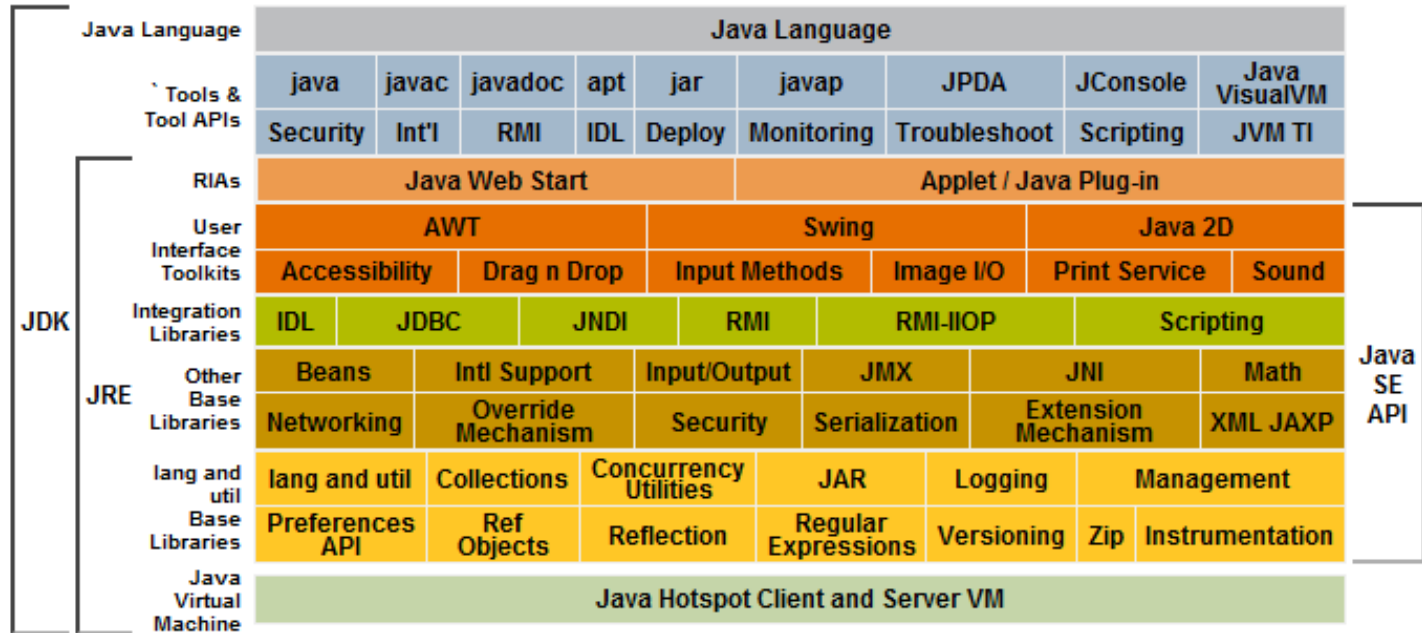 Java Language
Java Language
` Tools &
Tool APIs
java javac javadoc apt jar javap JPDA JConsole Java
VisualVM
Security Int'l RMI IDL Deploy Monitoring Troubleshoot Scripting JVM TI
RIAs
Java Web Start Applet / Java Plug-in
User
Interface
Toolkits
AWT Swing Java 2D
Accessibility Drag n Drop Input Methods Image I/O Print Service Sound
Integration
Libraries
IDL JDBC JNDI RMI RMI-IIOP Scripting
JDK
JRE
Other
Base
Libraries
Beans Intl Support Input/Output JMX JNI Math
Networking Override
Mechanism Security Serialization Extension
Mechanism XML JAXP
Java
SE
API
lang and
util
Base
Libraries
lang and util Collections Concurrency
Utilities JAR Logging Management
Preferences
API Ref
Objects Reflection Regular
Expressions Versioning Zip Instrumentation
Java
Virtual
Machine
Java Hotspot Client and Server VM